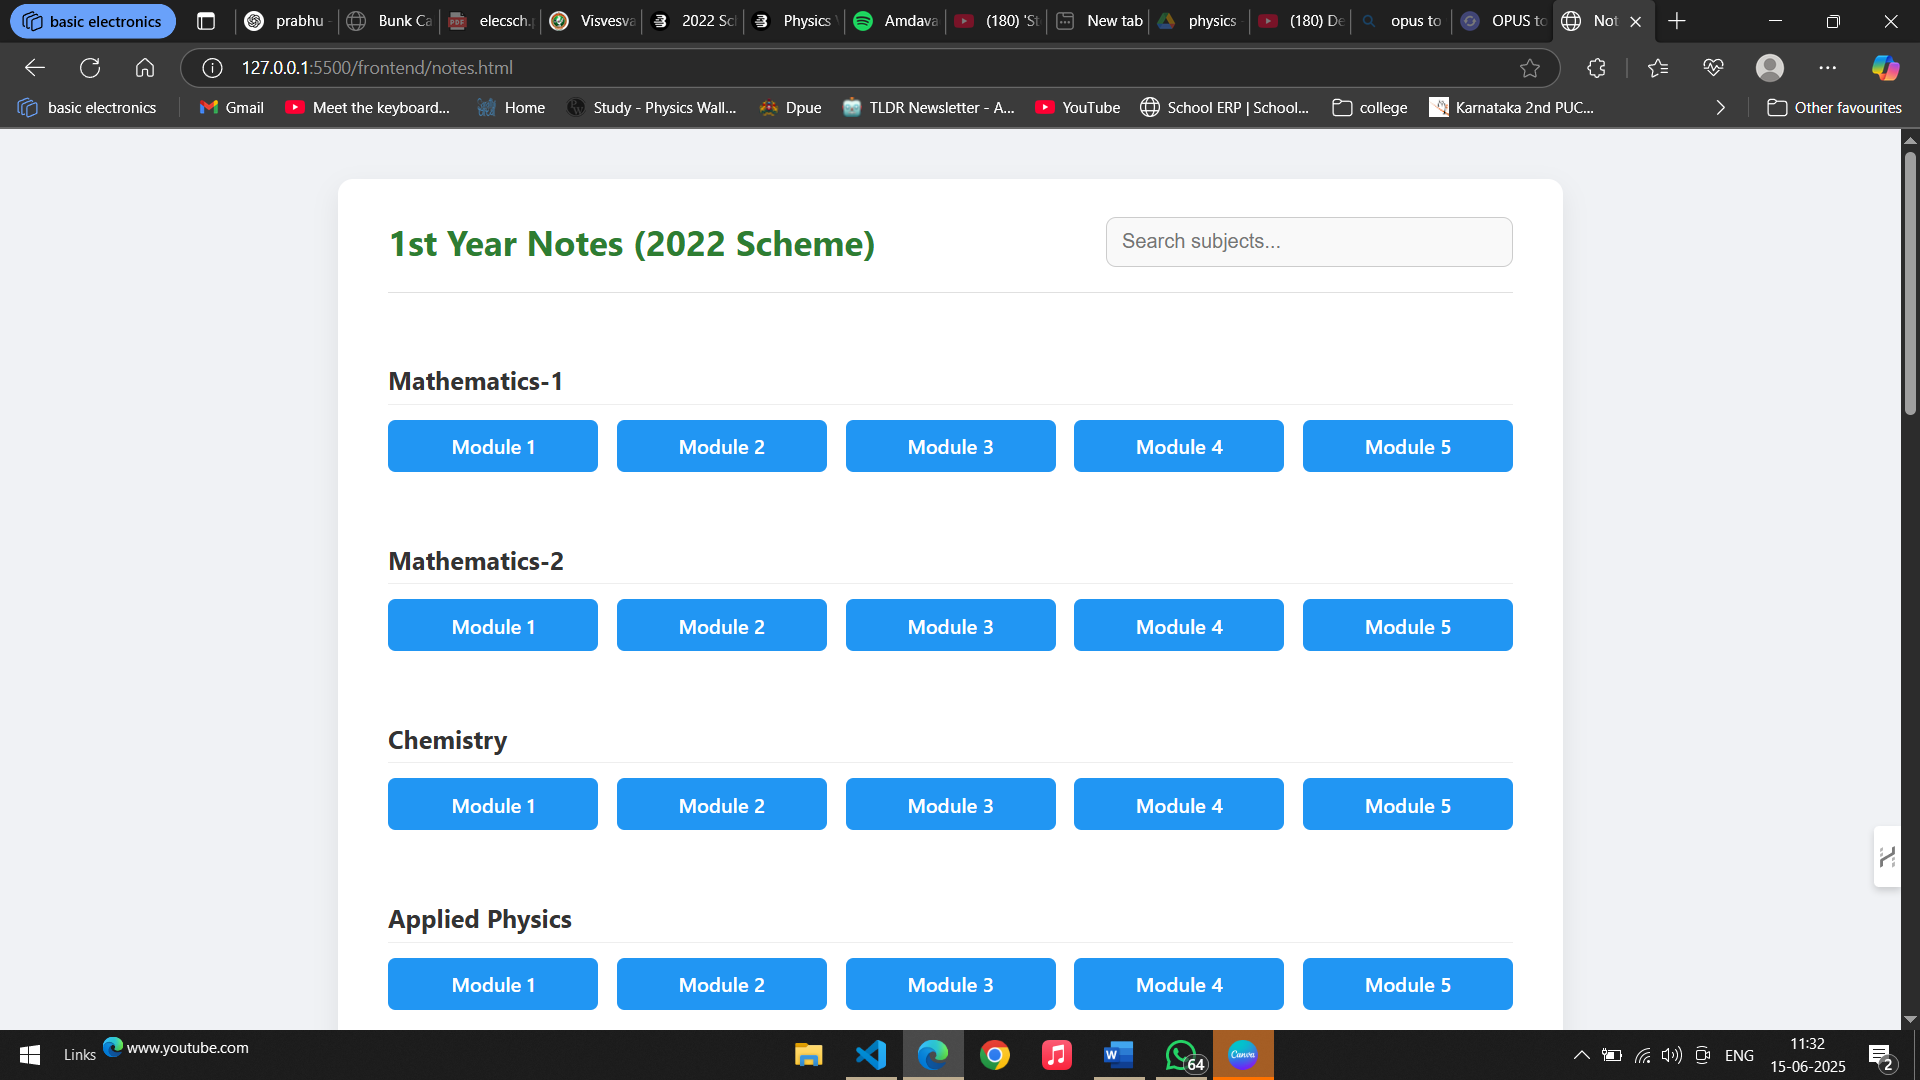 basic electronics prabhu Bunk Ca elecsch.p Visvesva 2022 Sch Physics Amdava (180) 'St New tab physics (180) De opus to OPUS to Not
127.0.0.1:5500/frontend/notes.html
basic electronics Gmail Meet the keyboard... Home Study - Physics Wall... Dpue TLDR Newsletter - A... YouTube School ERP | School... college Karnataka 2nd PUC... Other favourites
1st Year Notes (2022 Scheme)
Search subjects...
Mathematics-1
Module 1 Module 2 Module 3 Module 4 Module 5
Mathematics-2
Module 1 Module 2 Module 3 Module 4 Module 5
Chemistry
Module 1 Module 2 Module 3 Module 4 Module 5
Applied Physics
Module 1 Module 2 Module 3 Module 4 Module 5
Links www.youtube.com 64 Canva ENG 11:32
15-06-2025 2